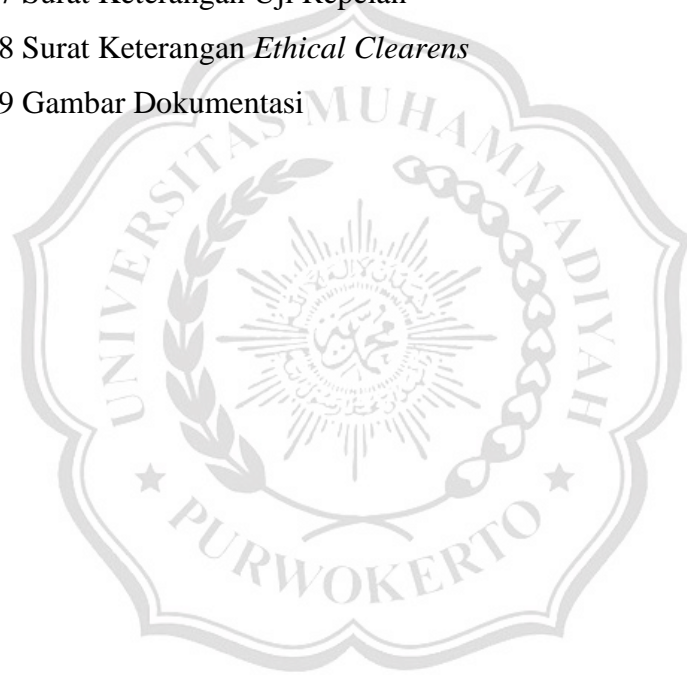 7 Surat Keterangan Uji Repelan
8 Surat Keterangan Ethical Clearens
9 Gambar Dokumentasi
UNIVERSITAS MUHAMMADIYAH
PURWOKERTO